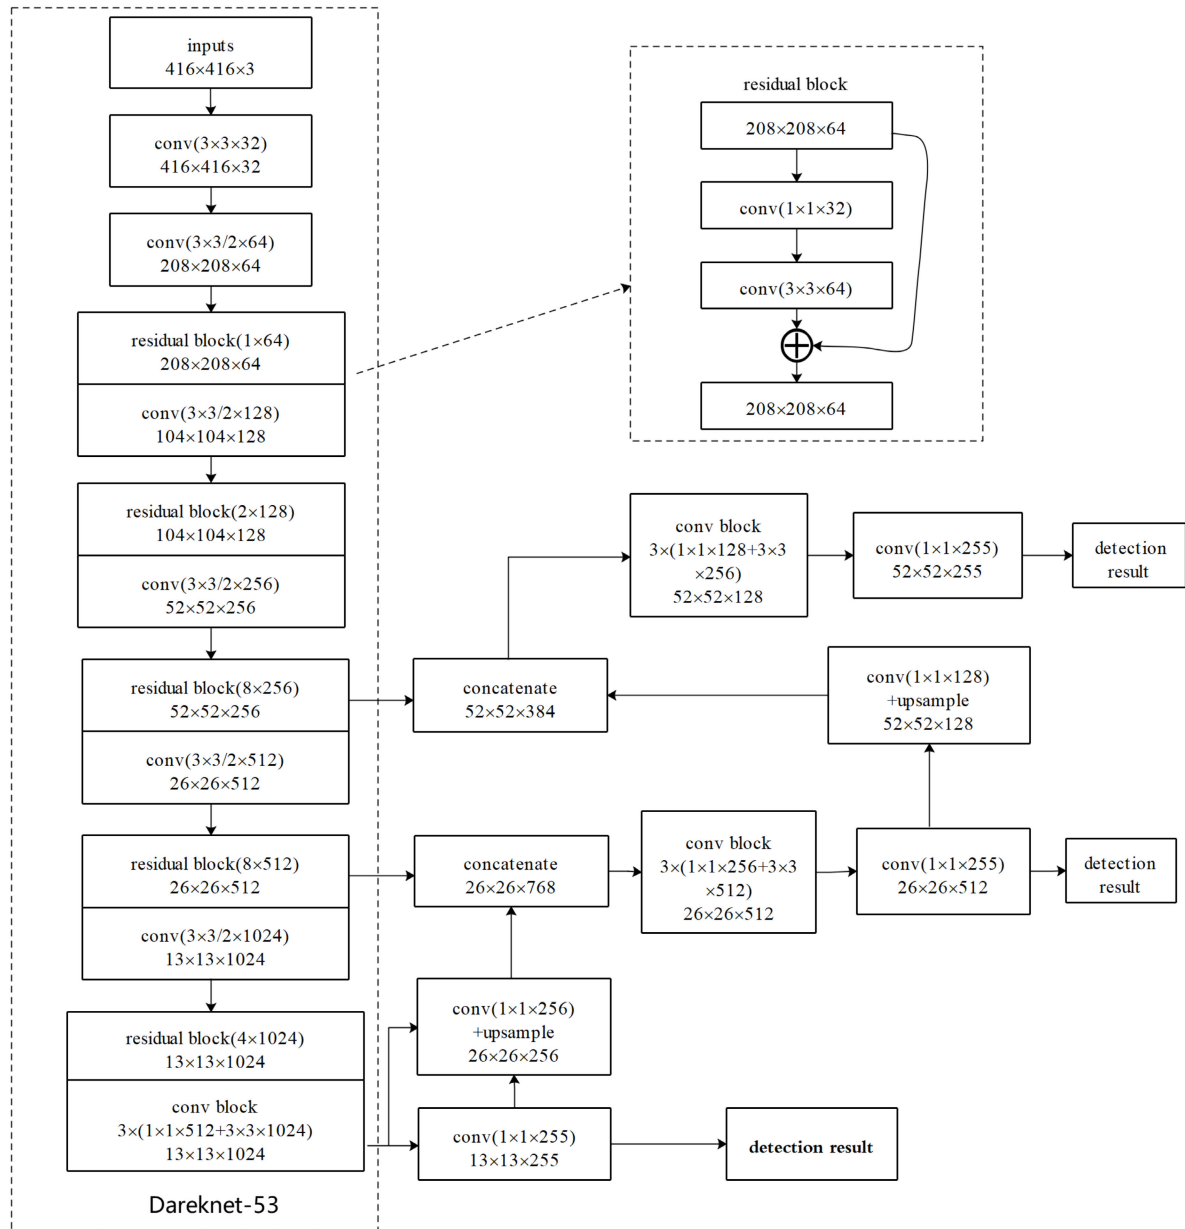 inputs
416×416×3
conv(3×3×32)
416×416×32
conv(3×3/2×64)
208×208×64
residual block(1×64)
208×208×64
conv(3×3/2×128)
104×104×128
residual block(2×128)
104×104×128
conv(3×3/2×256)
52×52×256
residual block(8×256)
52×52×256
conv(3×3/2×512)
26×26×512
residual block(8×512)
26×26×512
conv(3×3/2×1024)
13×13×1024
residual block(4×1024)
13×13×1024
conv block
3×(1×1×512+3×3×1024)
13×13×1024
Dareknet-53
residual block
208×208×64
conv(1×1×32)
conv(3×3×64)
208×208×64
conv block
3×(1×1×128+3×3
×256)
52×52×128
conv(1×1×255)
52×52×255
detection
result
concatenate
52×52×384
conv(1×1×128)
+upsample
52×52×128
concatenate
26×26×768
conv block
3×(1×1×256+3×3
×512)
26×26×512
conv(1×1×255)
26×26×512
detection
result
conv(1×1×256)
+upsample
26×26×256
conv(1×1×255)
13×13×255
detection result